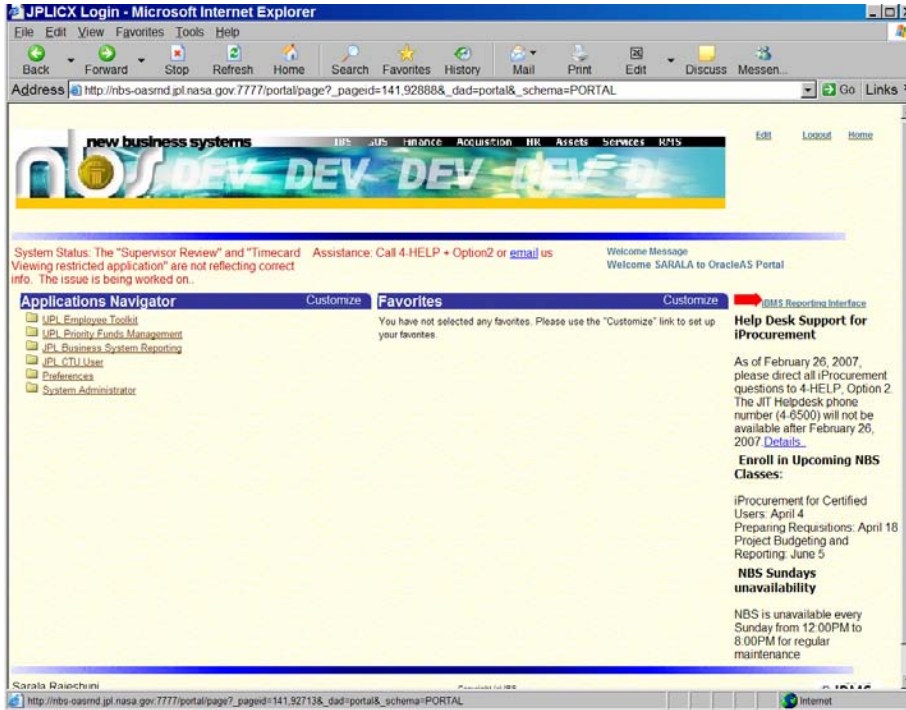 JPLICX Login - Microsoft Internet Explorer
File Edit View Favorites Tools Help
Back Forward Stop Refresh Home Search Favorites History Mail Print Edit Discuss Messen...
Address http://nbs-oasmd.jpl.nasa.gov:7777/portal/page?_pageid=141,92888&_dad=portal&_schema=PORTAL Go Links
new business systems Finance Acquisition HR Assets Services RMS
nbs DEV DEV DEV DEV D
Edit Logout Home
System Status: The "Supervisor Review" and "Timecard
Viewing restricted application" are not reflecting correct
info. The issue is being worked on..
Assistance: Call 4-HELP + Option2 or email us
Welcome Message
Welcome SARALA to OracleAS Portal
Applications Navigator Customize
UPL Employee Toolkit
UPL Priority Funds Management
JPL Business System Reporting
JPL CTU User
Preferences
System Administrator
Favorites Customize
You have not selected any favorites. Please use the "Customize" link to set up
your favorites.
Reporting Interface
Help Desk Support for
iProcurement
As of February 26, 2007,
please direct all iProcurement
questions to 4-HELP, Option 2.
The JIT Helpdesk phone
number (4-6500) will not be
available after February 26,
2007.Details
Enroll in Upcoming NBS
Classes:
iProcurement for Certified
Users: April 4
Preparing Requisitions: April 18
Project Budgeting and
Reporting: June 5
NBS Sundays
unavailability
NBS is unavailable every
Sunday from 12:00PM to
8:00PM for regular
maintenance
Sarala Rajeshuni
http://nbs-oasmd.jpl.nasa.gov:7777/portal/page?_pageid=141,92713&_dad=portal&_schema=PORTAL Internet